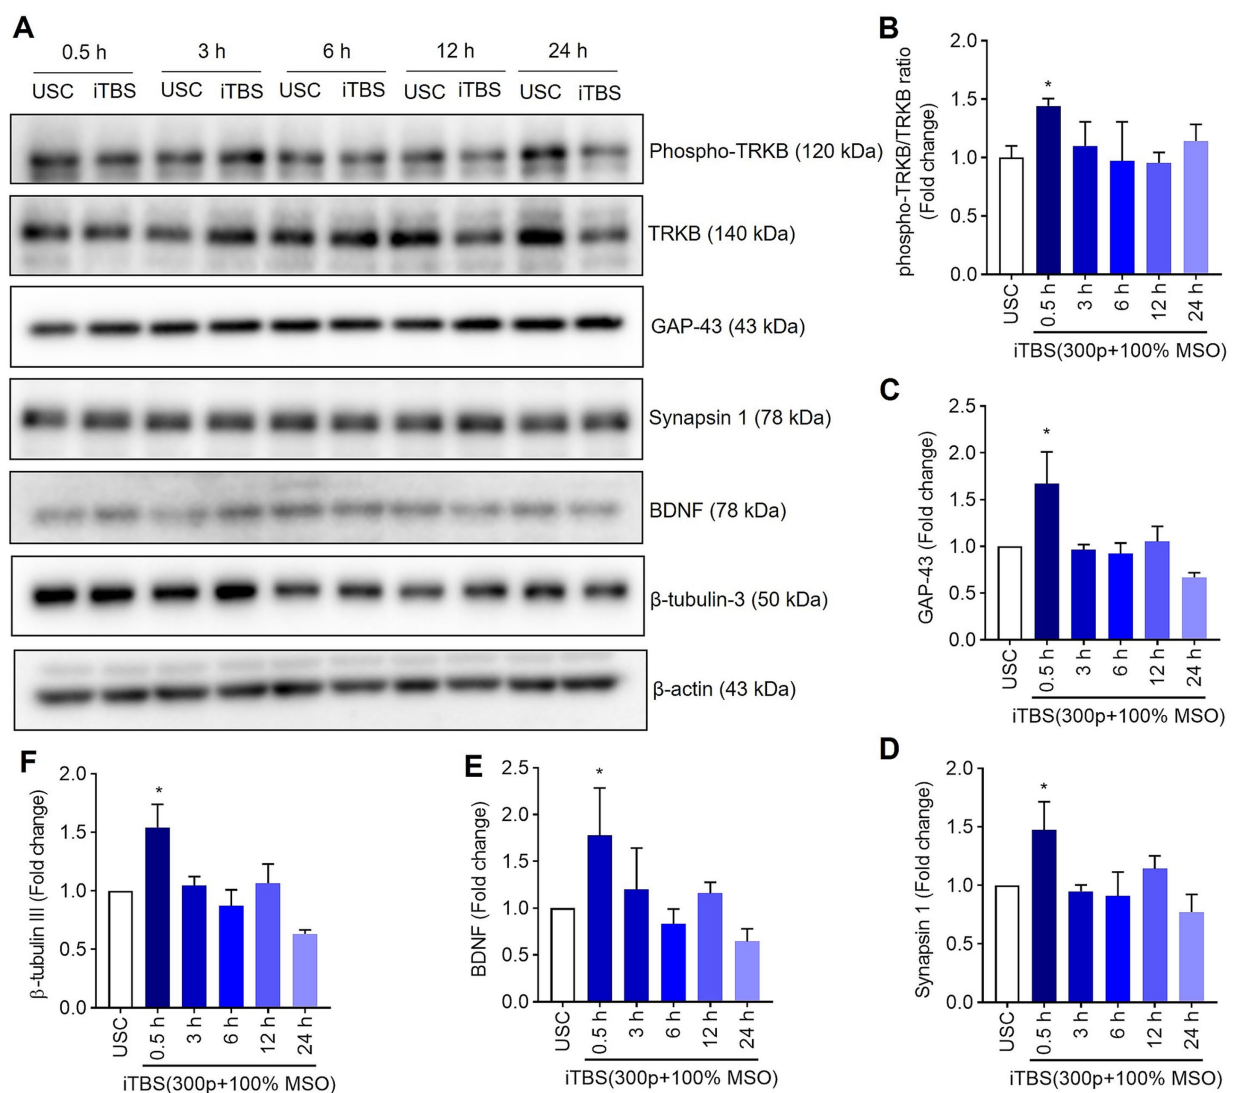 A
0.5 h 3 h 6 h 12 h 24 h
USC iTBS USC iTBS USC iTBS USC iTBS USC iTBS
Phospho-TRKB (120 kDa)
TRKB (140 kDa)
GAP-43 (43 kDa)
Synapsin 1 (78 kDa)
BDNF (78 kDa)
β-tubulin-3 (50 kDa)
β-actin (43 kDa)
B
phospho-TRKB/TRKB ratio
(Fold change)
2.0
1.5
1.0
0.5
0.0
*
USC 0.5 h 3 h 6 h 12 h 24 h
iTBS(300p+100% MSO)
C
GAP-43 (Fold change)
2.5
2.0
1.5
1.0
0.5
0.0
*
USC 0.5 h 3 h 6 h 12 h 24 h
iTBS(300p+100% MSO)
F
β-tubulin III (Fold change)
2.0
1.5
1.0
0.5
0.0
*
USC 0.5 h 3 h 6 h 12 h 24 h
iTBS(300p+100% MSO)
E
BDNF (Fold change)
2.5
2.0
1.5
1.0
0.5
0.0
*
USC 0.5 h 3 h 6 h 12 h 24 h
iTBS(300p+100% MSO)
D
Synapsin 1 (Fold change)
2.0
1.5
1.0
0.5
0.0
*
USC 0.5 h 3 h 6 h 12 h 24 h
iTBS(300p+100% MSO)